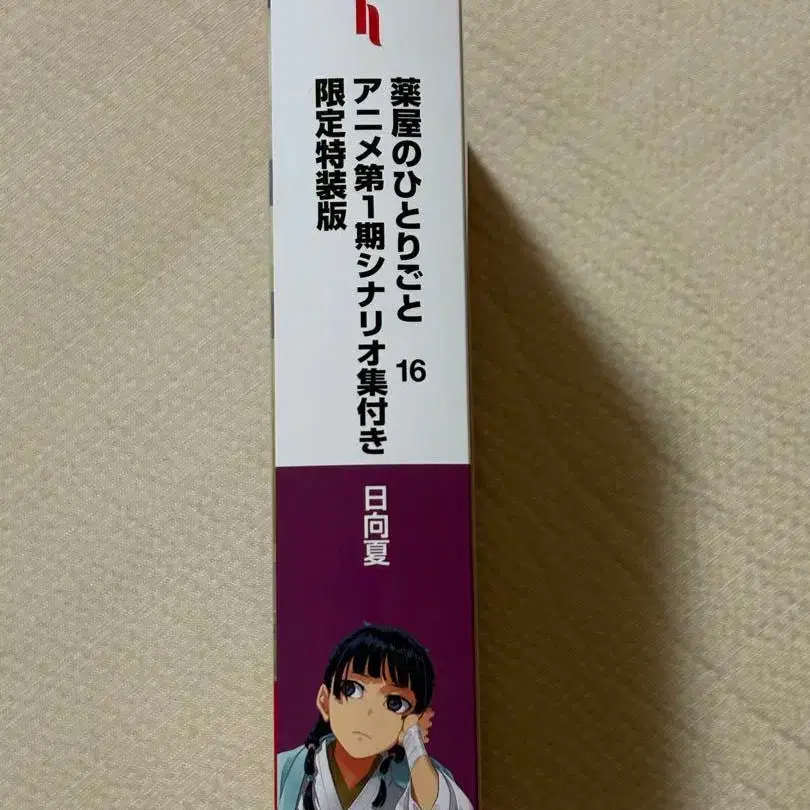 薬屋のひとりごと 16
アニメ第1期シナリオ集付き
限定特装版
日向夏